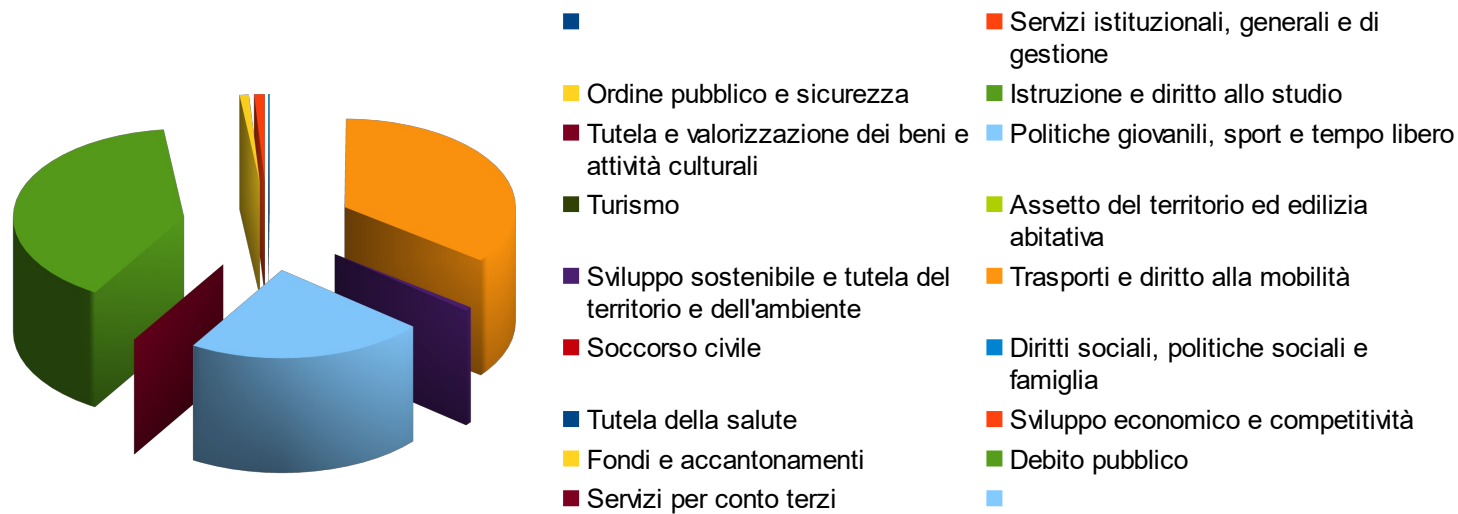 Servizi istituzionali, generali e di
gestione
Ordine pubblico e sicurezza
Istruzione e diritto allo studio
Tutela e valorizzazione dei beni e
attività culturali
Politiche giovanili, sport e tempo libero
Turismo
Assetto del territorio ed edilizia
abitativa
Sviluppo sostenibile e tutela del
territorio e dell'ambiente
Trasporti e diritto alla mobilità
Soccorso civile
Diritti sociali, politiche sociali e
famiglia
Tutela della salute
Sviluppo economico e competitività
Fondi e accantonamenti
Debito pubblico
Servizi per conto terzi